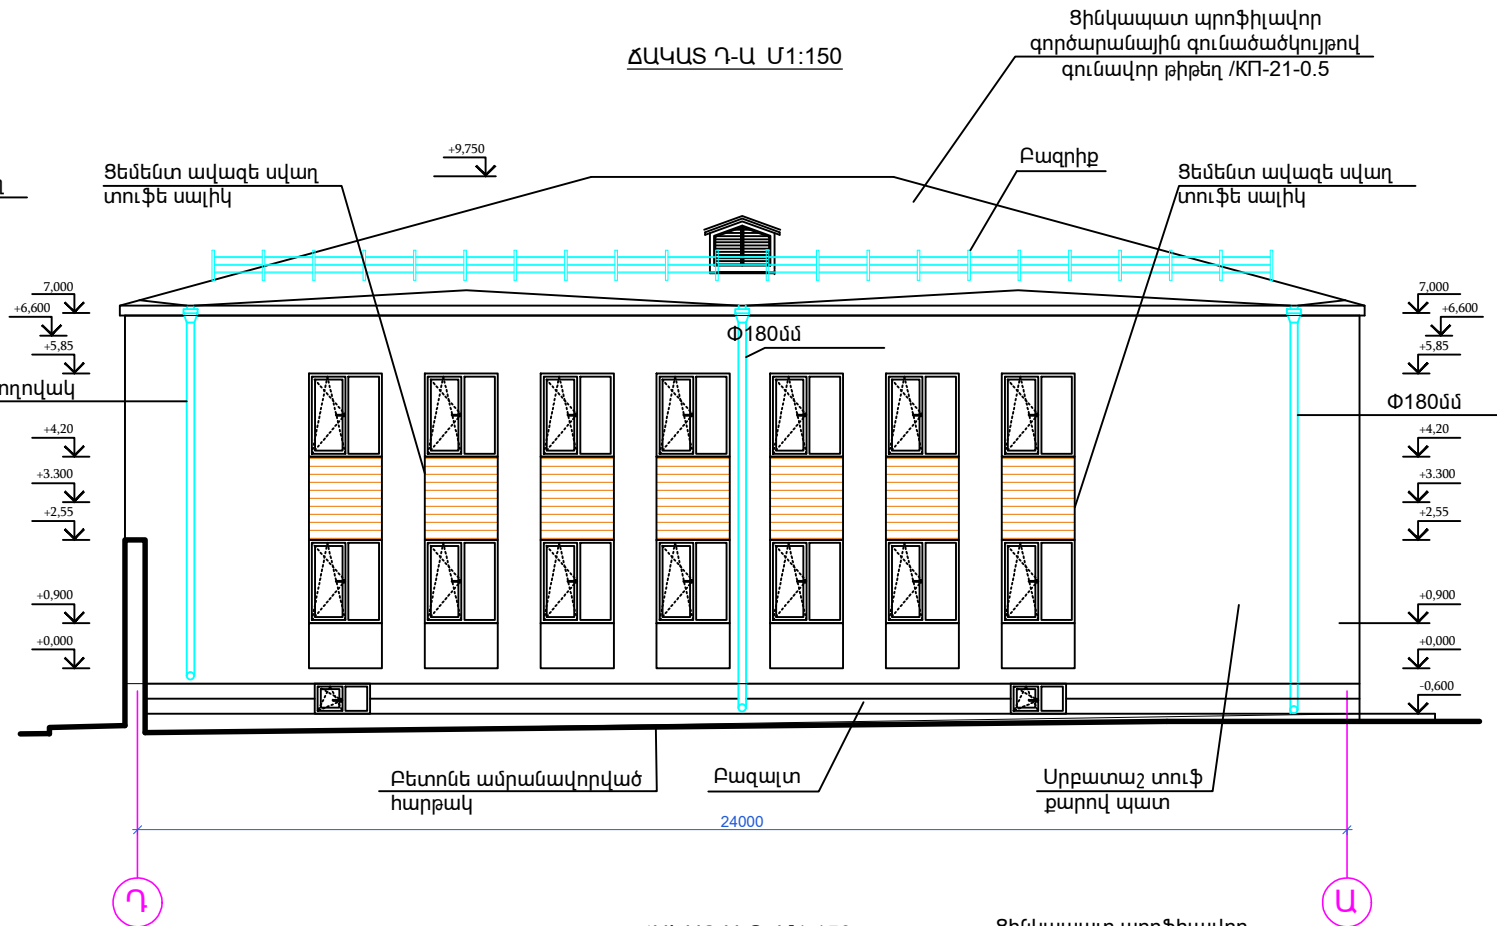 ՃԱԿԱՏ Դ-Ա Մ1:150
Ցինկապատ պրոֆիլավոր
գործարանային գունածածկույթով
գունավոր թիթեղ /КП-21-0.5
+9,750
Բազրիք
Ցեմենտ ավազե սվաղ
տուֆե սալիկ
Ցեմենտ ավազե սվաղ
տուֆե սալիկ
7,000
+6,600
+5,85
+4,20
+3.300
+2,55
+0,900
+0,000
Φ180մմ
7,000
+6,600
+5,85
Φ180մմ
+4,20
+3.300
+2,55
+0,900
+0,000
-0,600
Բետոնե ամրանավորված
հարթակ
Բազալտ
Սրբատաշ տուֆ
քարով պատ
24000
Դ
Ա